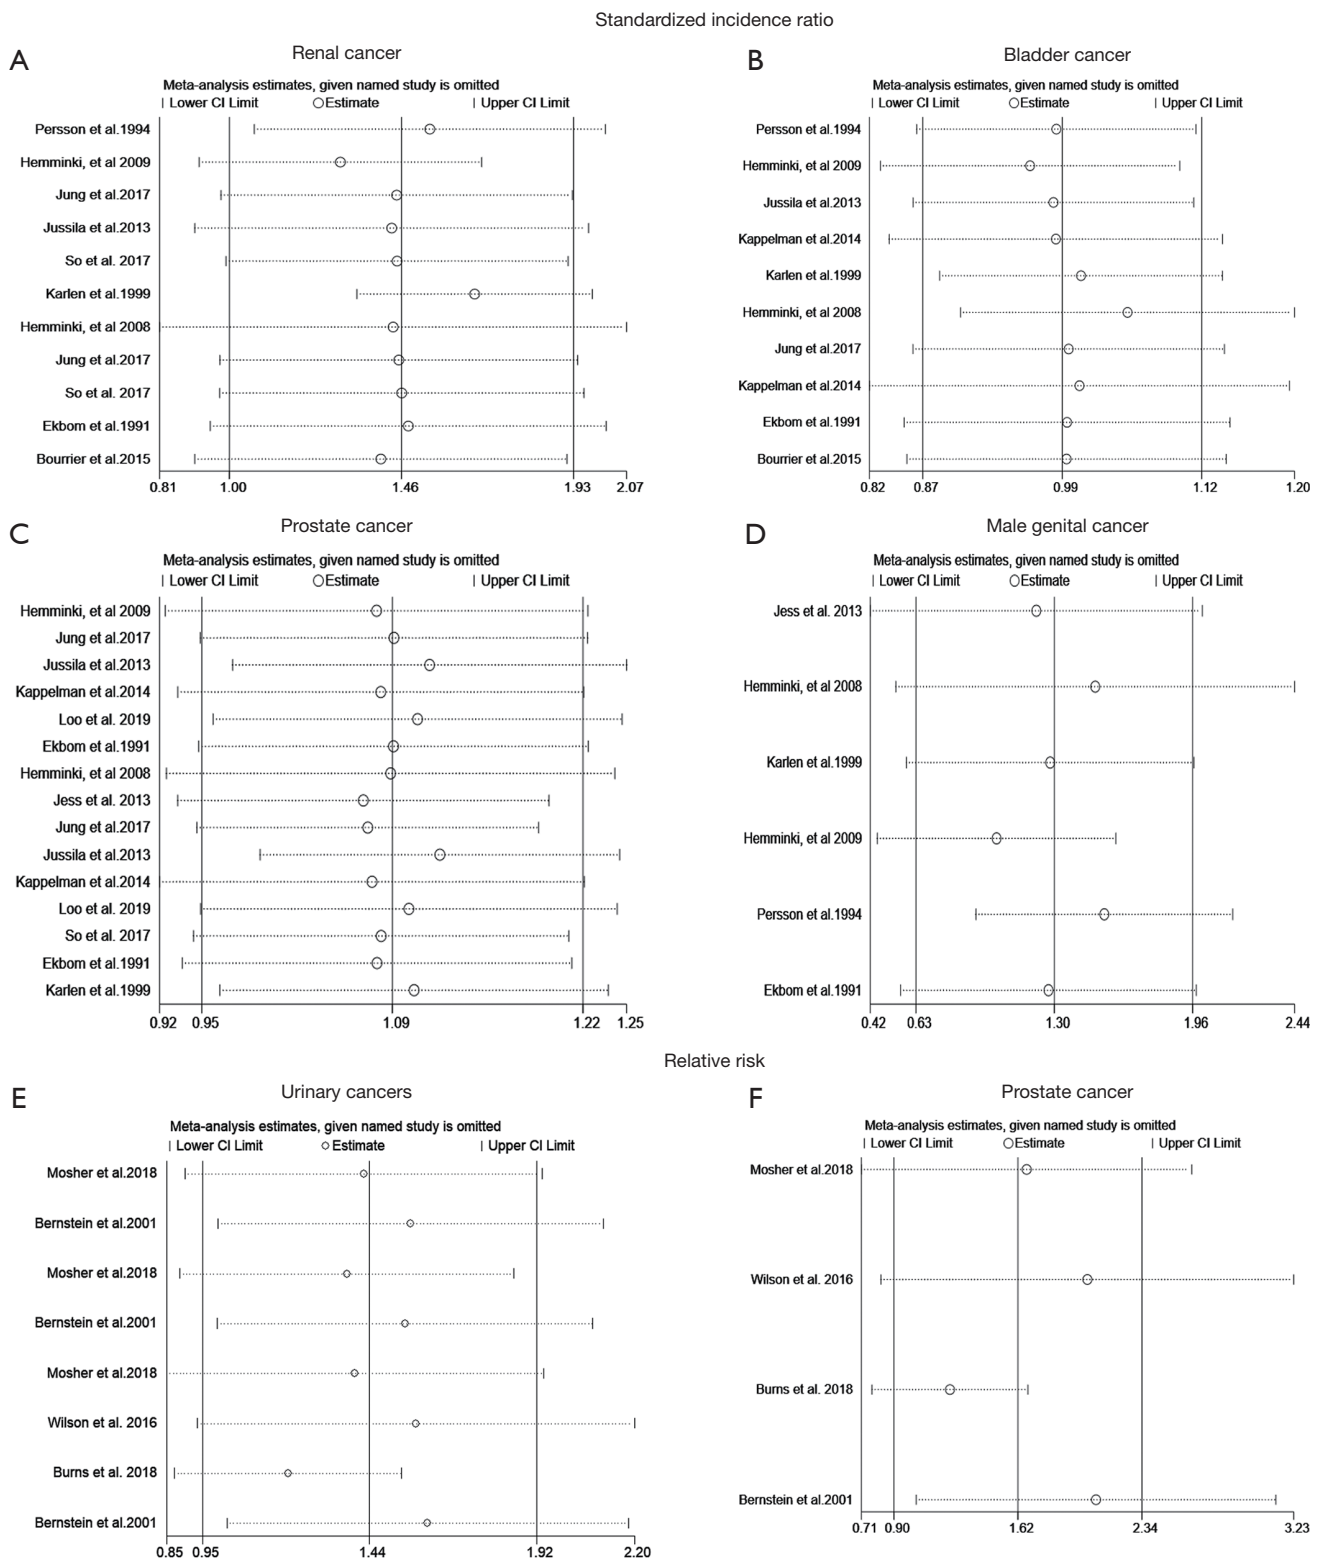 Standardized incidence ratio
A
Renal cancer
Meta-analysis estimates, given named study is omitted
| Lower CI Limit ○Estimate | Upper CI Limit
Persson et al.1994
Hemminki, et al 2009
Jung et al.2017
Jussila et al.2013
So et al. 2017
Karlen et al.1999
Hemminki, et al 2008
Jung et al.2017
So et al. 2017
Ekbom et al.1991
Bourrier et al.2015
0.81 1.00 1.46 1.93 2.07
B
Bladder cancer
Meta-analysis estimates, given named study is omitted
| Lower CI Limit ○Estimate | Upper CI Limit
Persson et al.1994
Hemminki, et al 2009
Jussila et al.2013
Kappelman et al.2014
Karlen et al.1999
Hemminki, et al 2008
Jung et al.2017
Kappelman et al.2014
Ekbom et al.1991
Bourrier et al.2015
0.82 0.87 0.99 1.12 1.20
C
Prostate cancer
Meta-analysis estimates, given named study is omitted
| Lower CI Limit ○Estimate | Upper CI Limit
Hemminki, et al 2009
Jung et al.2017
Jussila et al.2013
Kappelman et al.2014
Loo et al. 2019
Ekbom et al.1991
Hemminki, et al 2008
Jess et al. 2013
Jung et al.2017
Jussila et al.2013
Kappelman et al.2014
Loo et al. 2019
So et al. 2017
Ekbom et al.1991
Karlen et al.1999
0.92 0.95 1.09 1.22 1.25
D
Male genital cancer
Meta-analysis estimates, given named study is omitted
| Lower CI Limit ○Estimate | Upper CI Limit
Jess et al. 2013
Hemminki, et al 2008
Karlen et al.1999
Hemminki, et al 2009
Persson et al.1994
Ekbom et al.1991
0.42 0.63 1.30 1.96 2.44
Relative risk
E
Urinary cancers
Meta-analysis estimates, given named study is omitted
| Lower CI Limit ○ Estimate | Upper CI Limit
Mosher et al.2018
Bernstein et al.2001
Mosher et al.2018
Bernstein et al.2001
Mosher et al.2018
Wilson et al. 2016
Burns et al. 2018
Bernstein et al.2001
0.85 0.95 1.44 1.92 2.20
F
Prostate cancer
Meta-analysis estimates, given named study is omitted
| Lower CI Limit ○Estimate | Upper CI Limit
Mosher et al.2018
Wilson et al. 2016
Burns et al. 2018
Bernstein et al.2001
0.71 0.90 1.62 2.34 3.23